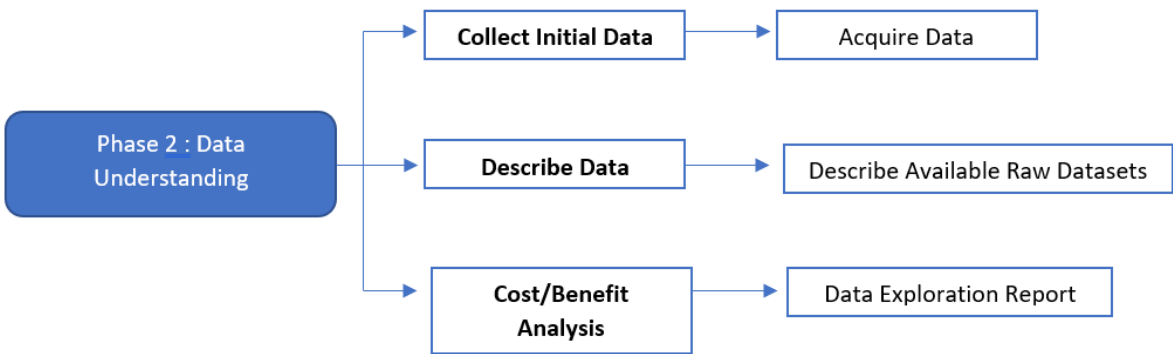 Phase 2 : Data
Understanding
Collect Initial Data
Acquire Data
Describe Data
Describe Available Raw Datasets
Cost/Benefit
Analysis
Data Exploration Report